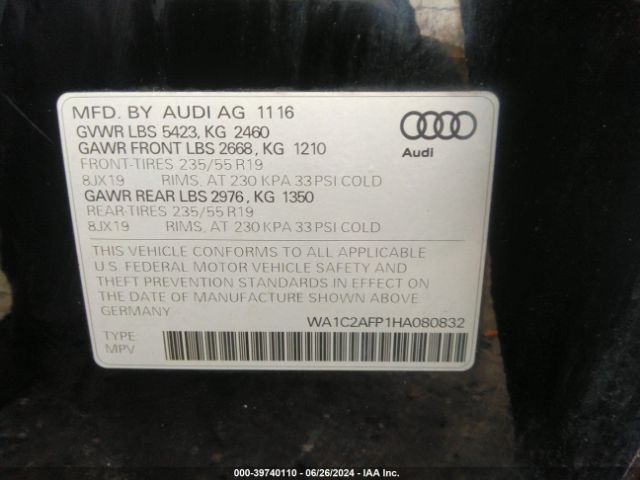 MFD. BY AUDI AG 11 16
GVWR LBS 5423, KG 2460
GAWR FRONT LBS 2668, KG 1210
FRONT-TIRES 235/55 R19
8JX19 RIMS, AT 230 KPA 33 PSI COLD
GAWR REAR LBS 2976, KG 1350
REAR-TIRES 235/55 R19
8JX19 RIMS, AT 230 KPA 33 PSI COLD
Audi
THIS VEHICLE CONFORMS TO ALL APPLICABLE
U.S. FEDERAL MOTOR VEHICLE SAFETY AND
THEFT PREVENTION STANDARDS IN EFFECT ON
THE DATE OF MANUFACTURE SHOWN ABOVE
GERMANY
WA1C2AFP1HA080832
TYPE:
MPV
000-39740110 - 06/26/2024 - IAA Inc.